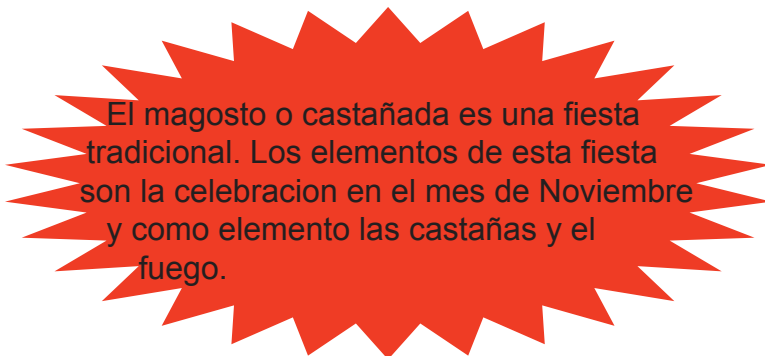 El magosto o castañada es una fiesta
tradicional. Los elementos de esta fiesta
son la celebracion en el mes de Noviembre
y como elemento las castañas y el
fuego.